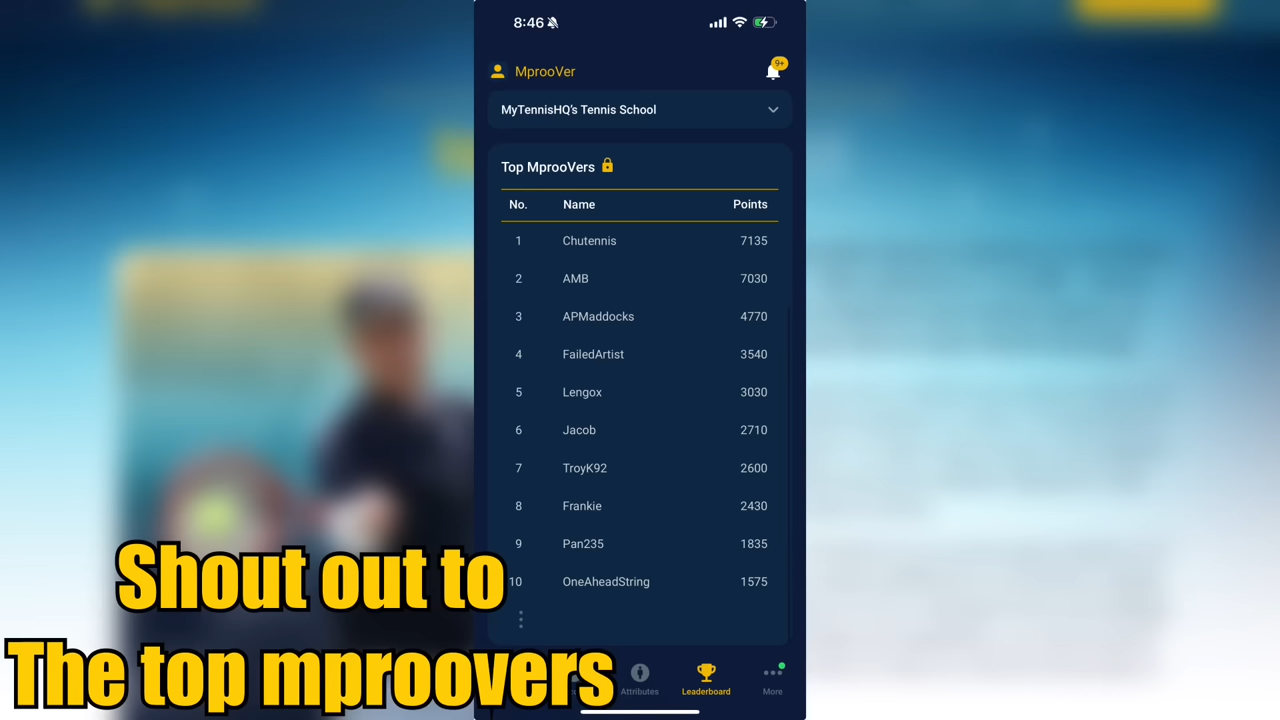 8:46
MprooVer
9+
MyTennisHQ's Tennis School
Top MprooVers
No. Name Points
1 Chutennis 7135
2 AMB 7030
3 APMaddocks 4770
4 FailedArtist 3540
5 Lengox 3030
6 Jacob 2710
7 TroyK92 2600
8 Frankie 2430
9 Pan235 1835
10 OneAheadString 1575
Shout out to
The top mproovers
Attributes Leaderboard More